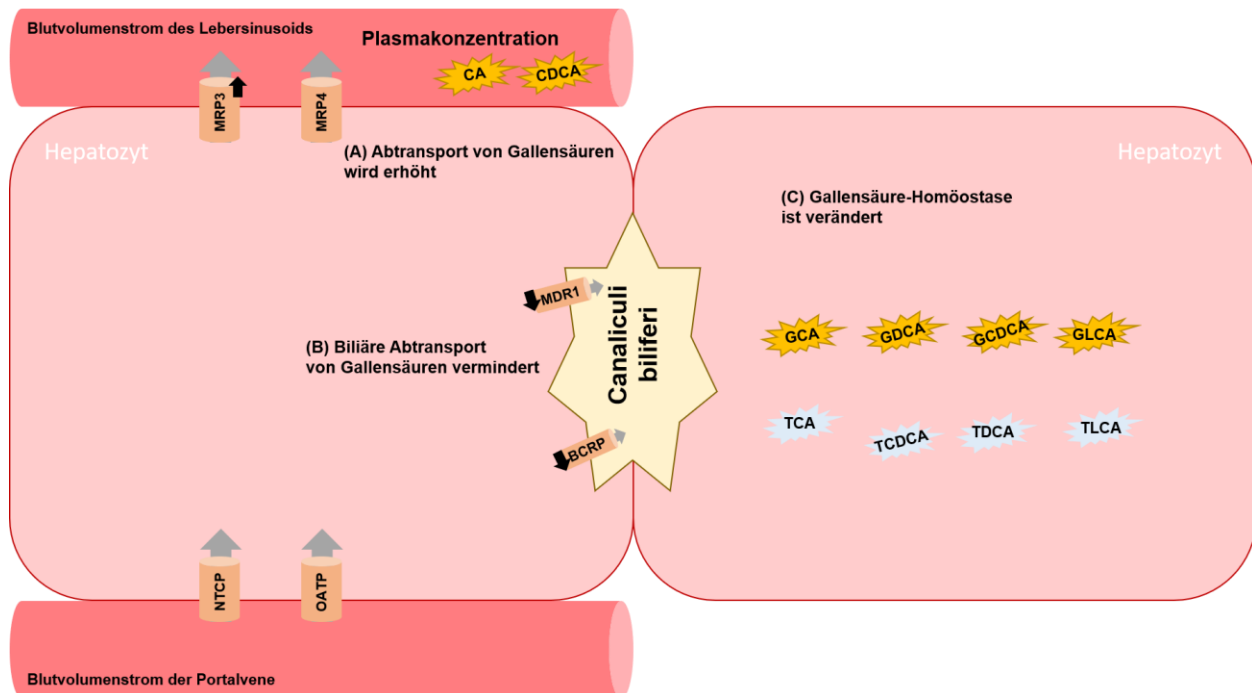 Blutvolumenstrom des Lebersinusoids
Plasmakonzentration
CA
CDCA
MRP3
MRP4
Hepatozyt
(A) Abtransport von Gallensäuren
wird erhöht
Hepatozyt
(C) Gallensäure-Homöostase
ist verändert
MDR1
Canaliculi
biliferi
(B) Biliäre Abtransport
von Gallensäuren vermindert
BCRP
GCA
GDCA
GCDCA
GLCA
TCA
TCDCA
TDCA
TLCA
NTCP
OATP
Blutvolumenstrom der Portalvene